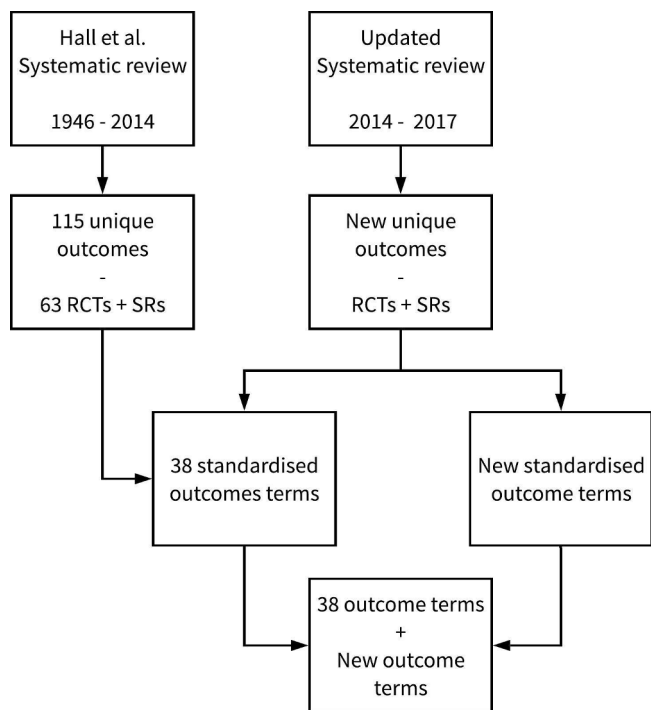 Hall et al.
Systematic review
1946 - 2014
Updated
Systematic review
2014 - 2017
115 unique
outcomes
-
63 RCTs + SRs
New unique
outcomes
-
RCTs + SRs
38 standardised
outcomes terms
New standardised
outcome terms
38 outcome terms
+
New outcome
terms